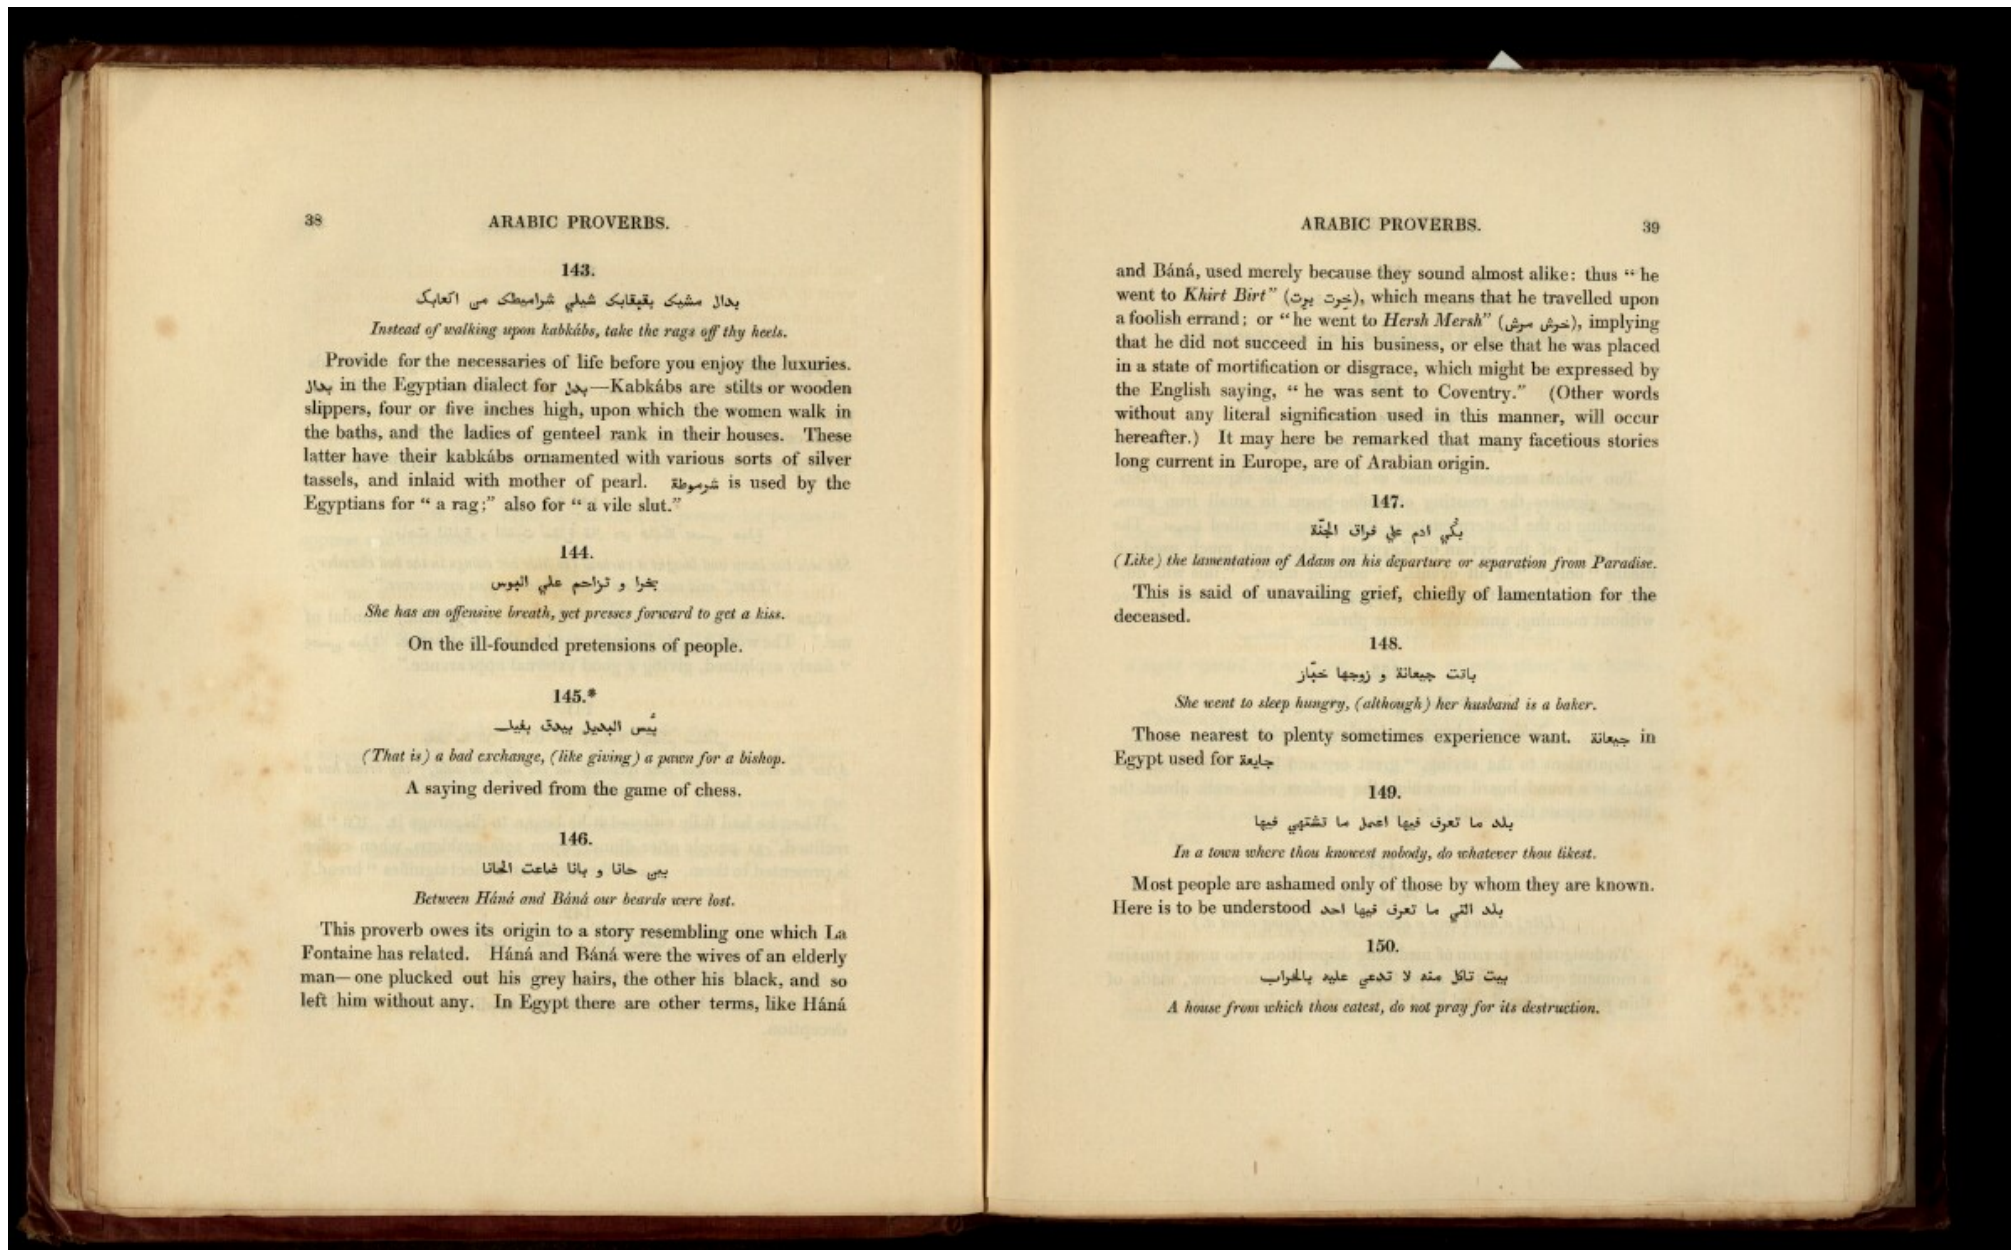 38
ARABIC PROVERBS.
143.
بدال مشيك بقبقابك شيلي شراميطك من اكعابك
Instead of walking upon kabkábs, take the rags off thy heels.
Provide for the necessaries of life before you enjoy the luxuries.
بدال in the Egyptian dialect for بدل—Kabkábs are stilts or wooden
slippers, four or five inches high, upon which the women walk in
the baths, and the ladies of genteel rank in their houses. These
latter have their kabkábs ornamented with various sorts of silver
tassels, and inlaid with mother of pearl. شرموطة is used by the
Egyptians for “ a rag;” also for “ a vile slut.”
144.
بخرا و تزاحم علي البوس
She has an offensive breath, yet presses forward to get a kiss.
On the ill-founded pretensions of people.
145.*
بُيس البديل بيدق بفيل
(That is) a bad exchange, (like giving) a pawn for a bishop.
A saying derived from the game of chess.
146.
بين حانا و بانا ضاعت لحانا
Between Háná and Báná our beards were lost.
This proverb owes its origin to a story resembling one which La
Fontaine has related. Háná and Báná were the wives of an elderly
man—one plucked out his grey hairs, the other his black, and so
left him without any. In Egypt there are other terms, like Háná
ARABIC PROVERBS.
39
and Báná, used merely because they sound almost alike: thus “ he
went to Khirt Birt” (خِرت بِرت), which means that he travelled upon
a foolish errand; or “ he went to Hersh Mersh” (خرش مرش), implying
that he did not succeed in his business, or else that he was placed
in a state of mortification or disgrace, which might be expressed by
the English saying, “ he was sent to Coventry.” (Other words
without any literal signification used in this manner, will occur
hereafter.) It may here be remarked that many facetious stories
long current in Europe, are of Arabian origin.
147.
بُكي ادم علي فراق الجنّة
(Like) the lamentation of Adam on his departure or separation from Paradise.
This is said of unavailing grief, chiefly of lamentation for the
deceased.
148.
باتت جيعانة و زوجها خبّاز
She went to sleep hungry, (although) her husband is a baker.
Those nearest to plenty sometimes experience want. جيعانة in
Egypt used for جايعة
149.
بلد ما تعرف فيها اعمل ما تشتهي فيها
In a town where thou knowest nobody, do whatever thou likest.
Most people are ashamed only of those by whom they are known.
Here is to be understood بلد التي ما تعرف فيها احد
150.
بيت تاكل منه لا تدعي عليه بالخراب
A house from which thou eatest, do not pray for its destruction.